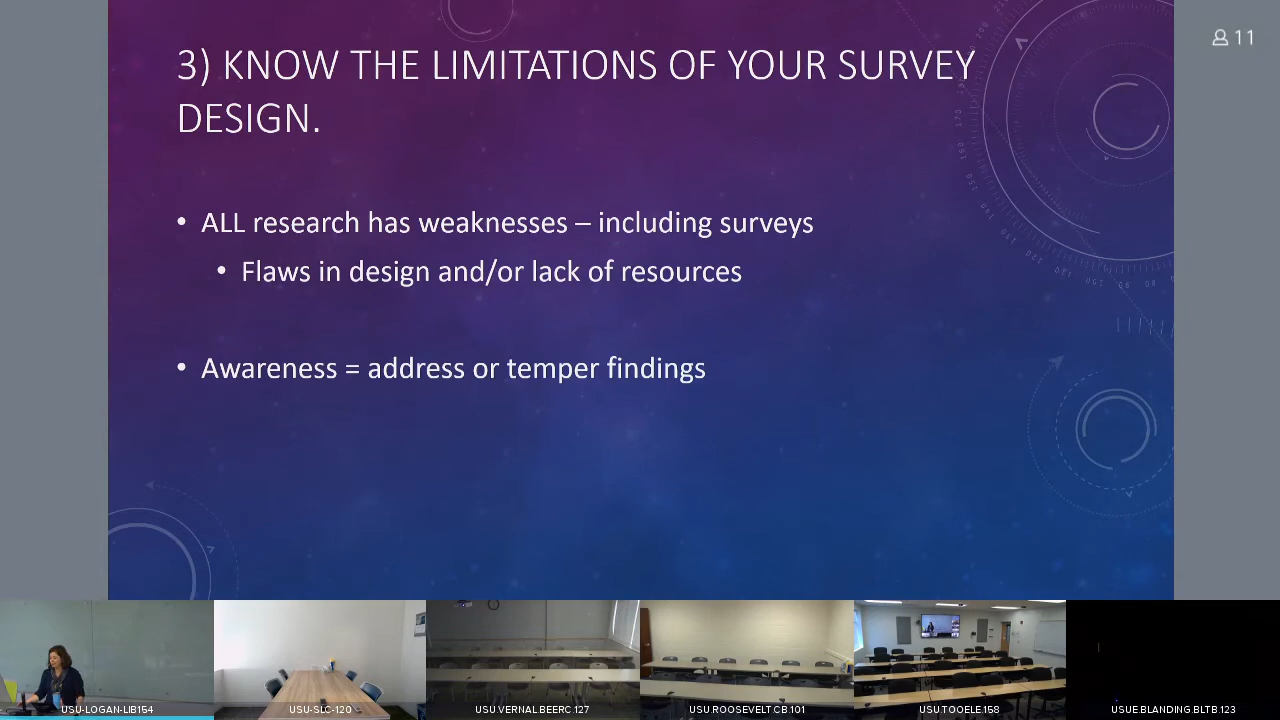 3) KNOW THE LIMITATIONS OF YOUR SURVEY
DESIGN.
11
• ALL research has weaknesses – including surveys
• Flaws in design and/or lack of resources
• Awareness = address or temper findings
USU-LOGAN-LIB154
USU-SLC-120
USU.VERNAL.BEERC.127
USU.ROOSEVELT.CB.101
USU.TOOELE.158
USUE.BLANDING.BLTB.123